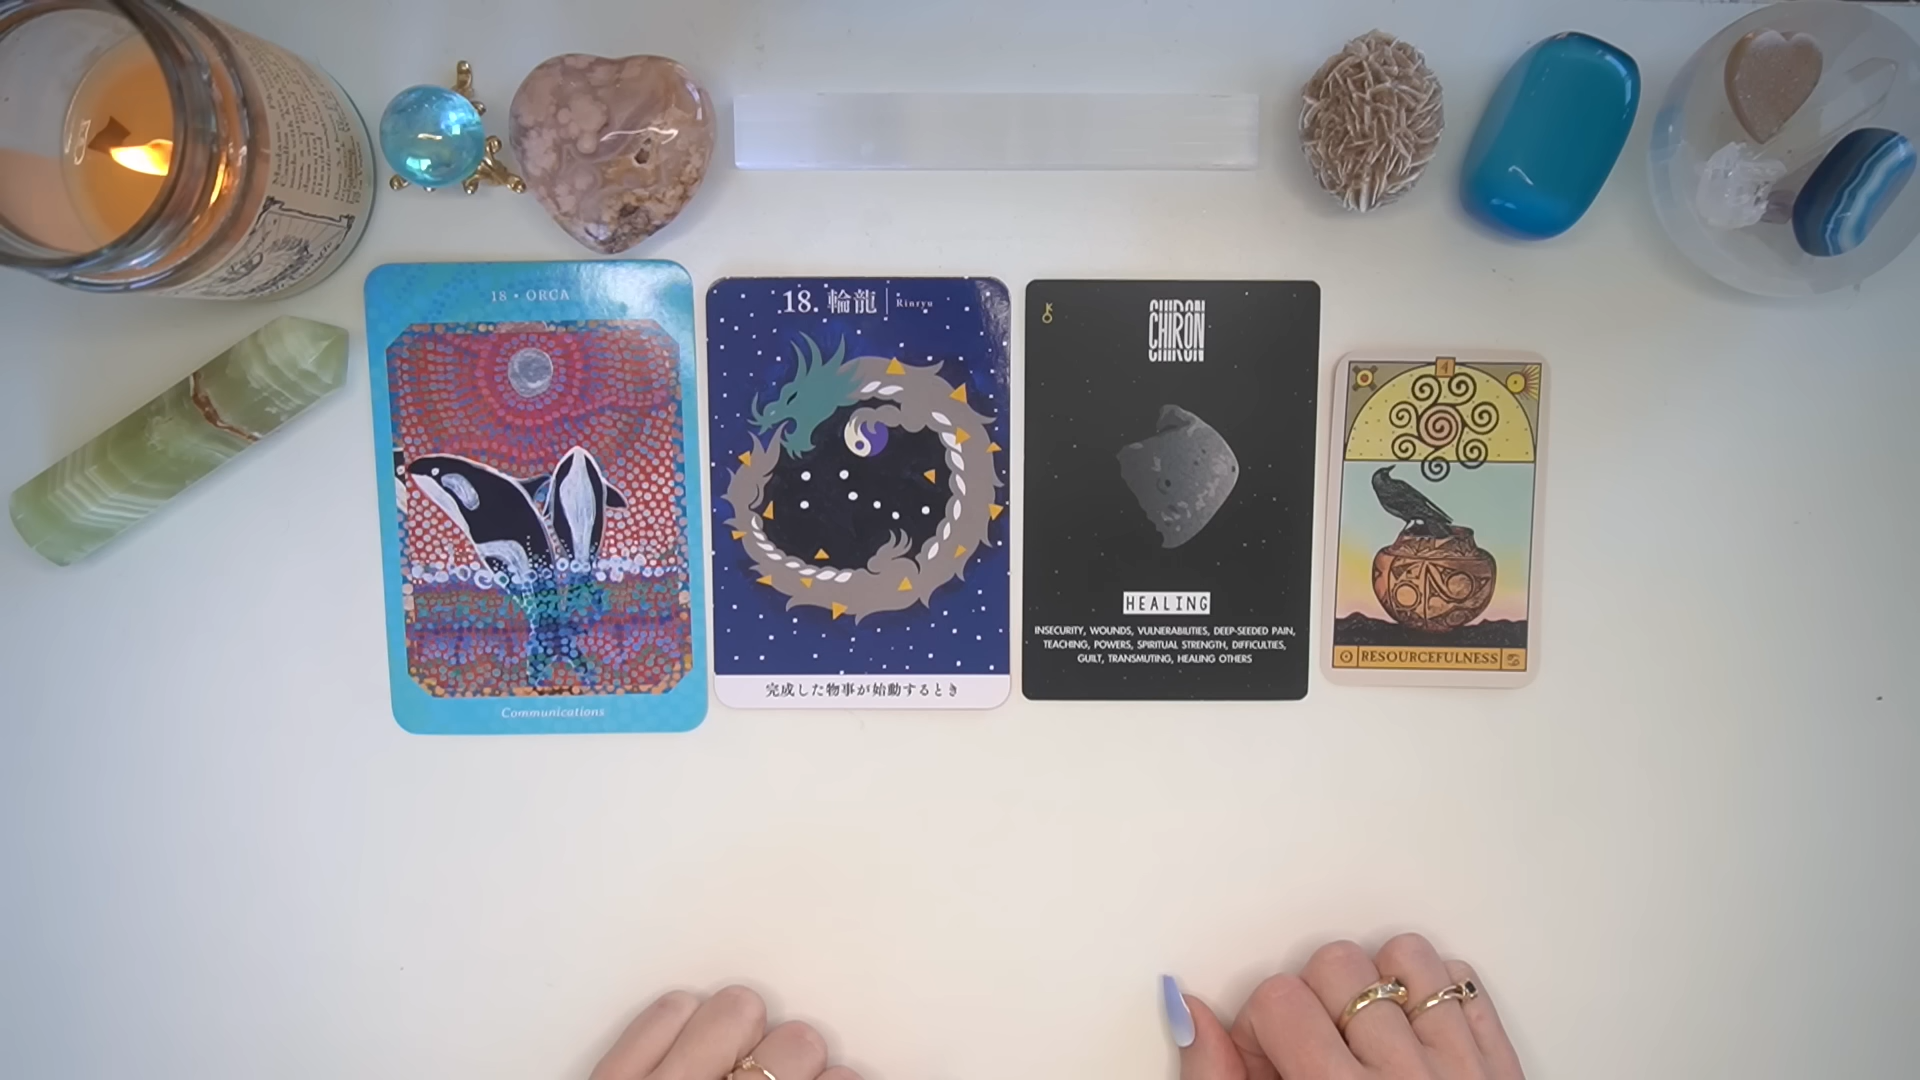 18 • ORCA
Communications
18. 輪龍 | Rinryu
完成した物事が始動するとき
CHIRON
HEALING
INSECURITY, WOUNDS, VULNERABILITIES, DEEP-SEEDED PAIN,
TEACHING, POWERS, SPIRITUAL STRENGTH, DIFFICULTIES,
GUILT, TRANSMUTING, HEALING OTHERS
4
RESOURCEFULNESS